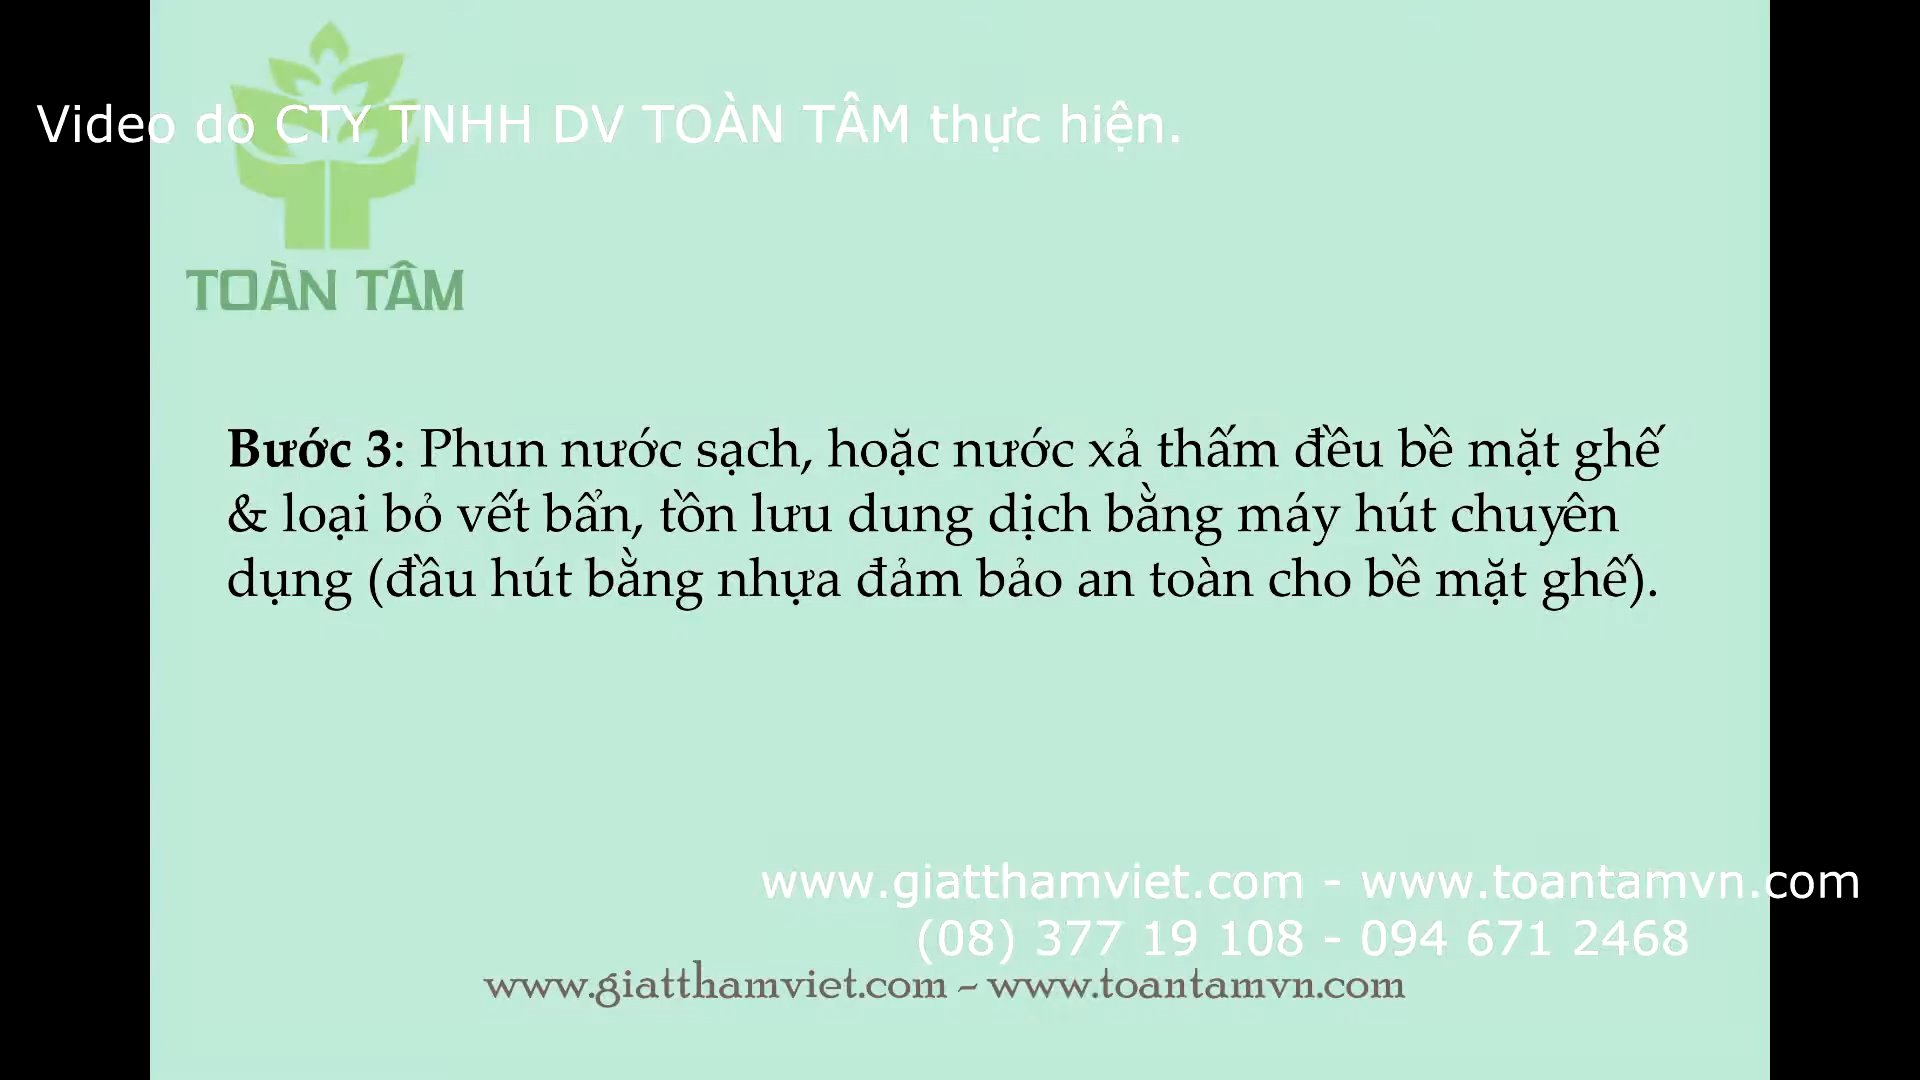 Video do CTY TNHH DV TOÀN TÂM thực hiện.
TOÀN TÂM
Bước 3: Phun nước sạch, hoặc nước xả thấm đều bề mặt ghế
& loại bỏ vết bẩn, tồn lưu dung dịch bằng máy hút chuyên
dụng (đầu hút bằng nhựa đảm bảo an toàn cho bề mặt ghế).
www.giatthamviet.com - www.toantamvn.com
(08) 377 19 108 - 094 671 2468
www.giatthamviet.com - www.toantamvn.com